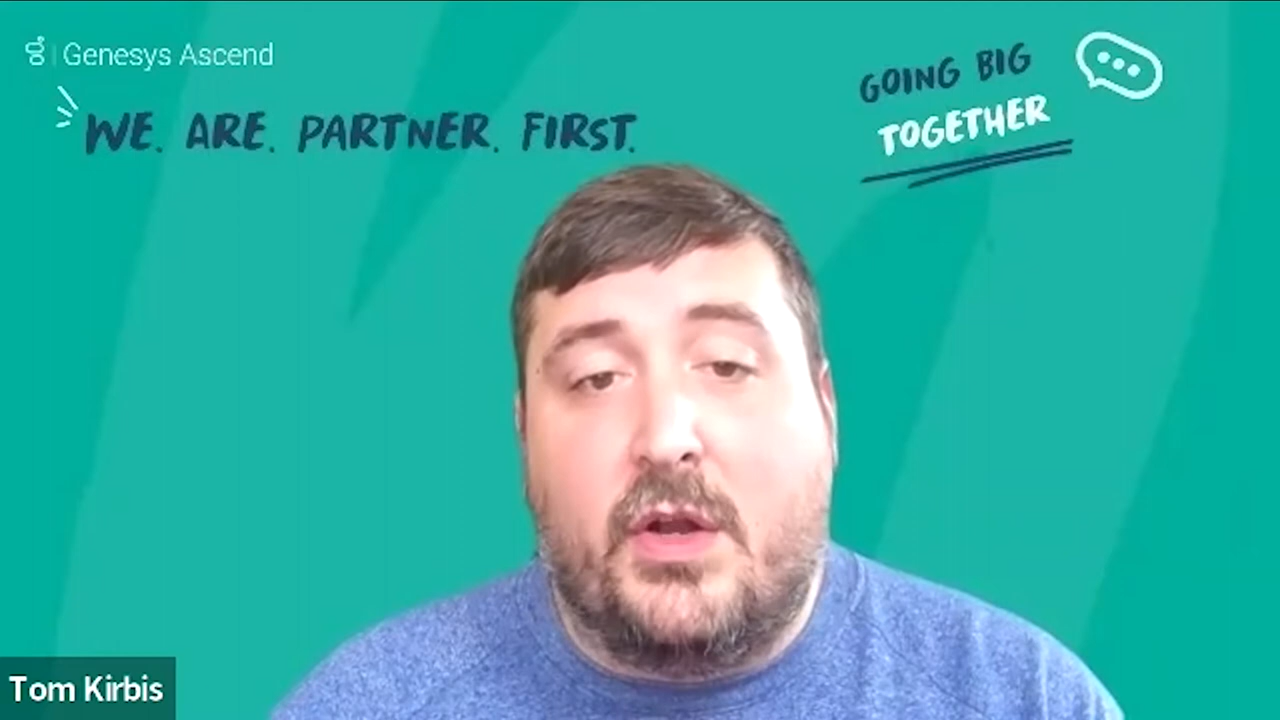 Genesys Ascend
WE. ARE. PARTNER. FIRST.
GOING BIG
TOGETHER
Tom Kirbis